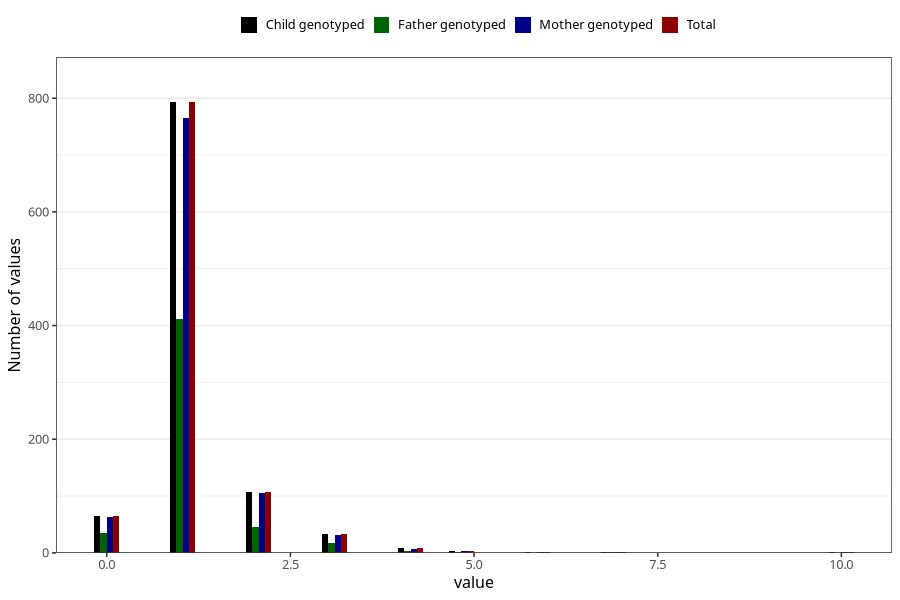 Child genotyped Father genotyped Mother genotyped Total
800
600
400
200
0
Number of values
0.0 2.5 5.0 7.5 10.0
value